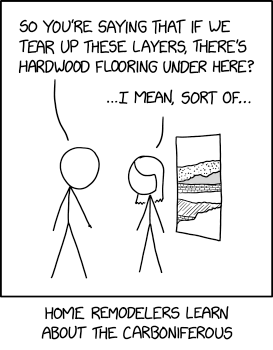 SO YOU'RE SAYING THAT IF WE
TEAR UP THESE LAYERS, THERE'S
HARDWOOD FLOORING UNDER HERE?
...I MEAN, SORT OF...
HOME REMODELERS LEARN
ABOUT THE CARBONIFEROUS